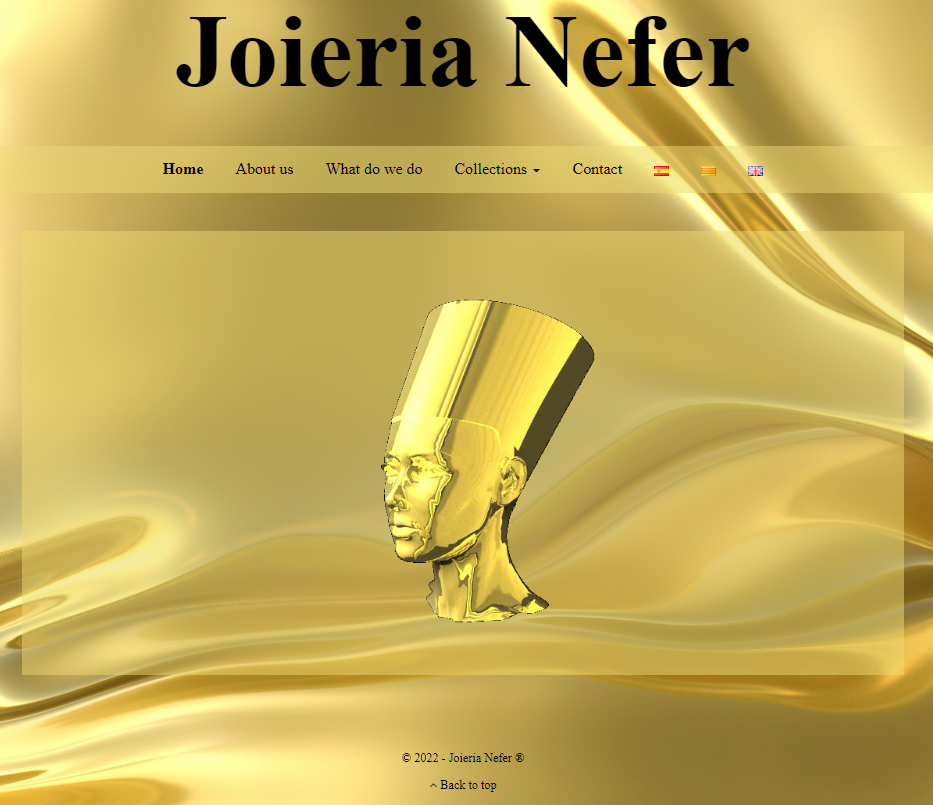 Joieria Nefer
Home About us What do we do Collections Contact
© 2022 - Joieria Nefer ®
Back to top